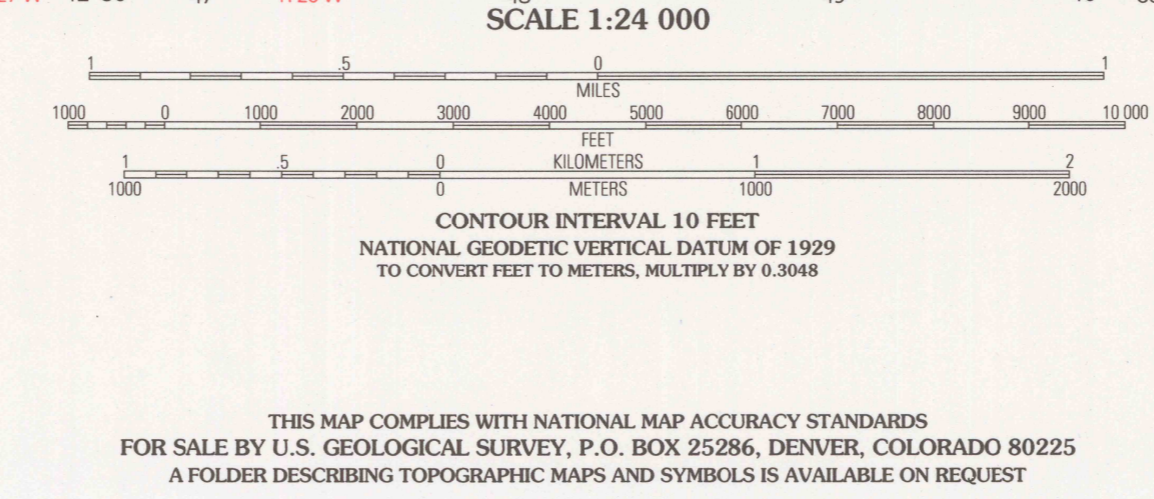 SCALE 1:24 000
1 .5 0 1
MILES
1000 0 1000 2000 3000 4000 5000 6000 7000 8000 9000 10 000
FEET
1 .5 0 KILOMETERS 1 2
1000 0 METERS 1000 2000
CONTOUR INTERVAL 10 FEET
NATIONAL GEODETIC VERTICAL DATUM OF 1929
TO CONVERT FEET TO METERS, MULTIPLY BY 0.3048
THIS MAP COMPLIES WITH NATIONAL MAP ACCURACY STANDARDS
FOR SALE BY U.S. GEOLOGICAL SURVEY, P.O. BOX 25286, DENVER, COLORADO 80225
A FOLDER DESCRIBING TOPOGRAPHIC MAPS AND SYMBOLS IS AVAILABLE ON REQUEST